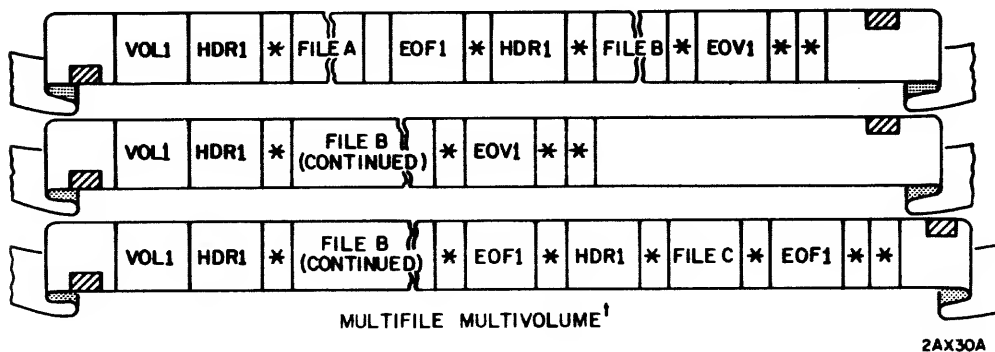 VOL1 HDR1 * FILE A EOF1 * HDR1 * FILE B * EOV1 * *
VOL1 HDR1 * FILE B (CONTINUED) * EOV1 * *
VOL1 HDR1 * FILE B (CONTINUED) * EOF1 * HDR1 * FILE C * EOF1 * *
MULTIFILE MULTIVOLUME†
2AX30A